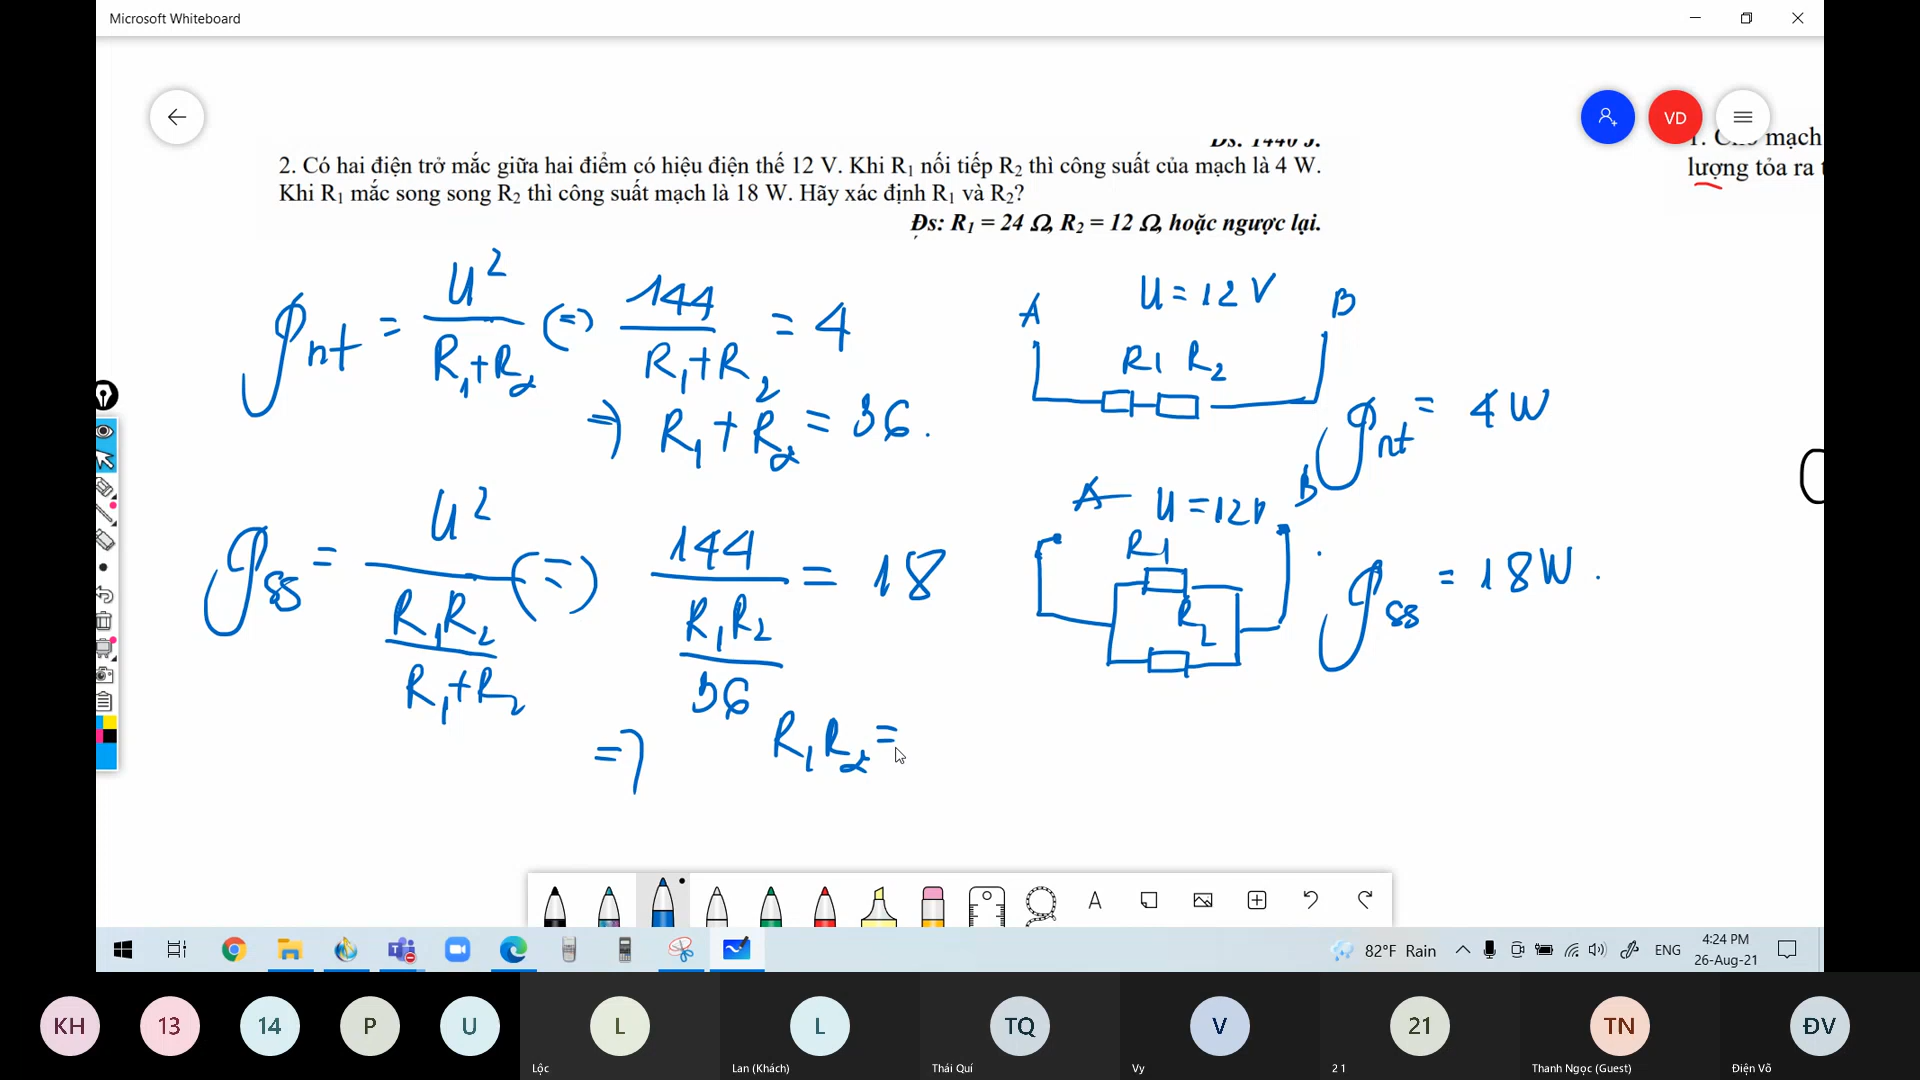 Microsoft Whiteboard
VD
Đs: 1440 J.
2. Có hai điện trở mắc giữa hai điểm có hiệu điện thế 12 V. Khi R₁ nối tiếp R₂ thì công suất của mạch là 4 W.
Khi R₁ mắc song song R₂ thì công suất mạch là 18 W. Hãy xác định R₁ và R₂?
Đs: R₁ = 24 Ω, R₂ = 12 Ω, hoặc ngược lại.
mạch
lượng tỏa ra
𝒫nt = U² / (R₁+R₂) (=) 144 / (R₁+R₂) = 4
=> R₁ + R₂ = 36.
𝒫ss = U² / (R₁R₂ / (R₁+R₂)) (=) 144 / (R₁R₂ / 36) = 18
=> R₁R₂ =
A U = 12 V B
R1 R₂
𝒫nt = 4 W
A U = 12V B
R1
R₂
𝒫ss = 18 W.
82°F Rain
ENG
4:24 PM
26-Aug-21
KH 13 14 P U L L TQ V 21 TN ĐV
Lộc Lan (Khách) Thái Quí Vy 2 1 Thanh Ngọc (Guest) Điện Võ